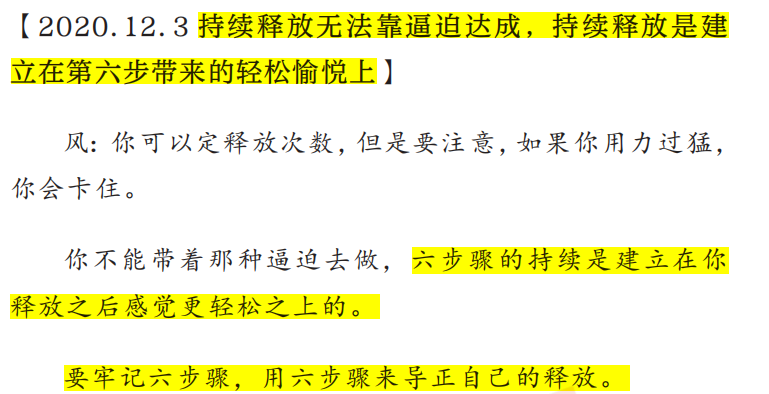 【2020.12.3 持续释放无法靠逼迫达成，持续释放是建
立在第六步带来的轻松愉悦上】
风：你可以定释放次数，但是要注意，如果你用力过猛，
你会卡住。
你不能带着那种逼迫去做，六步骤的持续是建立在你
释放之后感觉更轻松之上的。
要牢记六步骤，用六步骤来导正自己的释放。